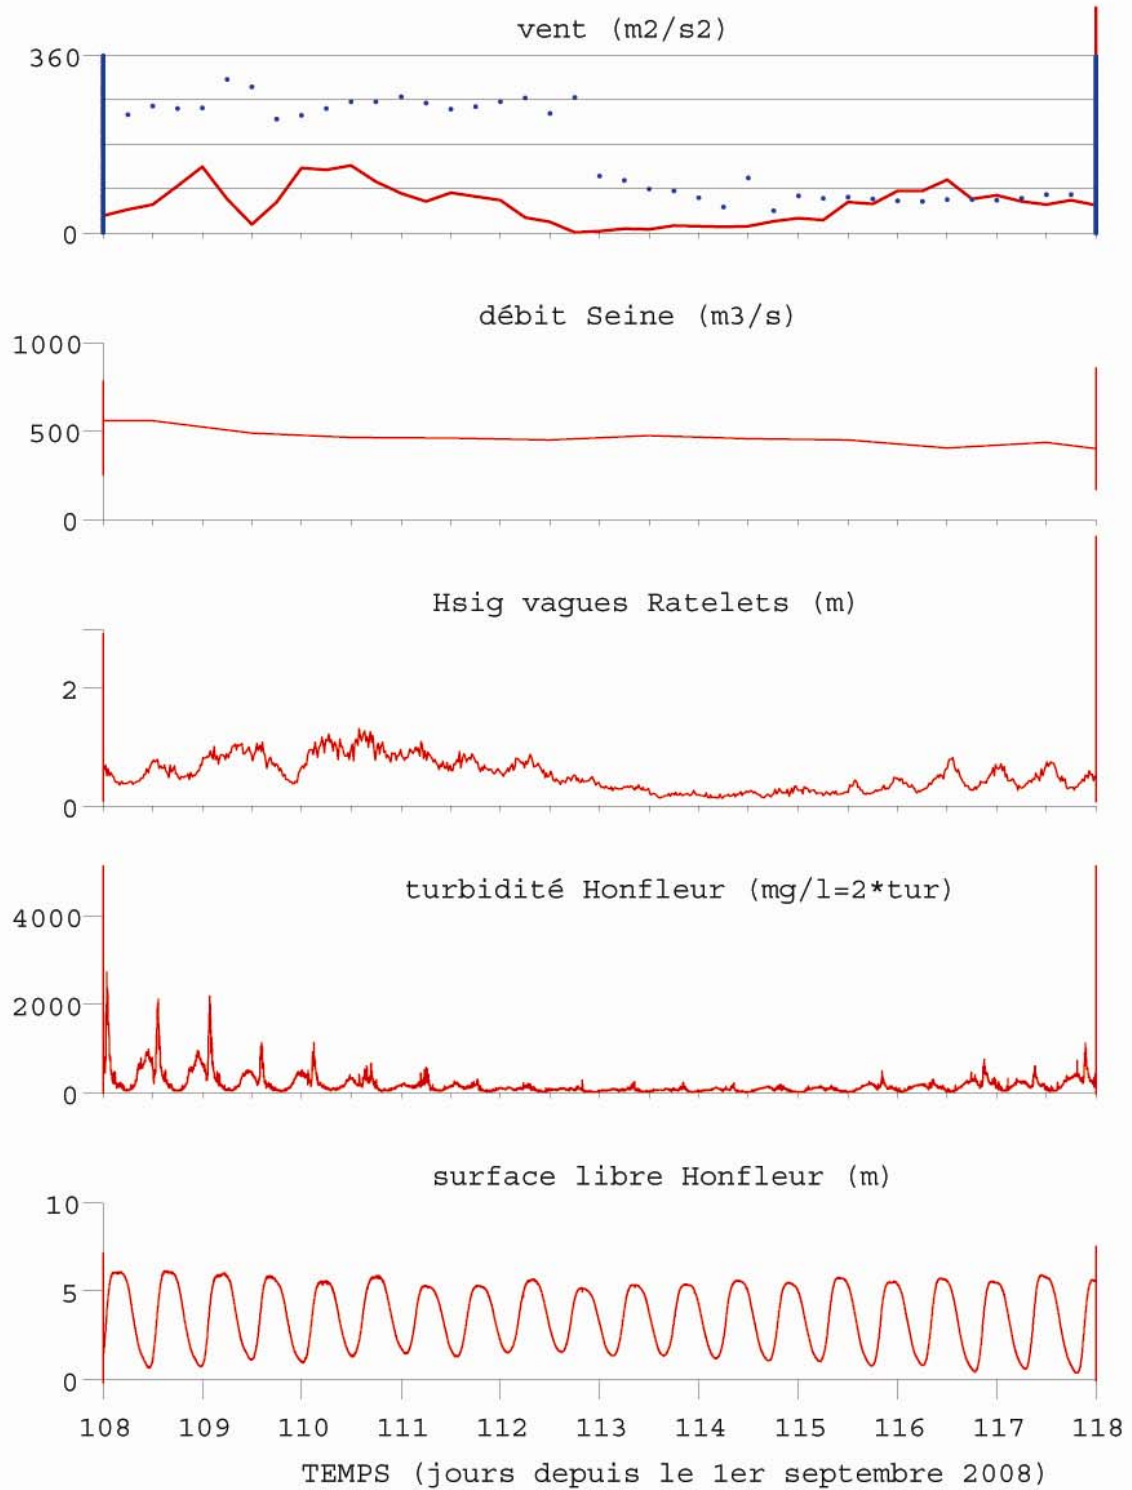 vent (m2/s2)
360
0
débit Seine (m3/s)
1000
500
0
Hsig vagues Ratelets (m)
2
0
turbidité Honfleur (mg/l=2*tur)
4000
2000
0
surface libre Honfleur (m)
10
5
0
108 109 110 111 112 113 114 115 116 117 118
TEMPS (jours depuis le 1er septembre 2008)